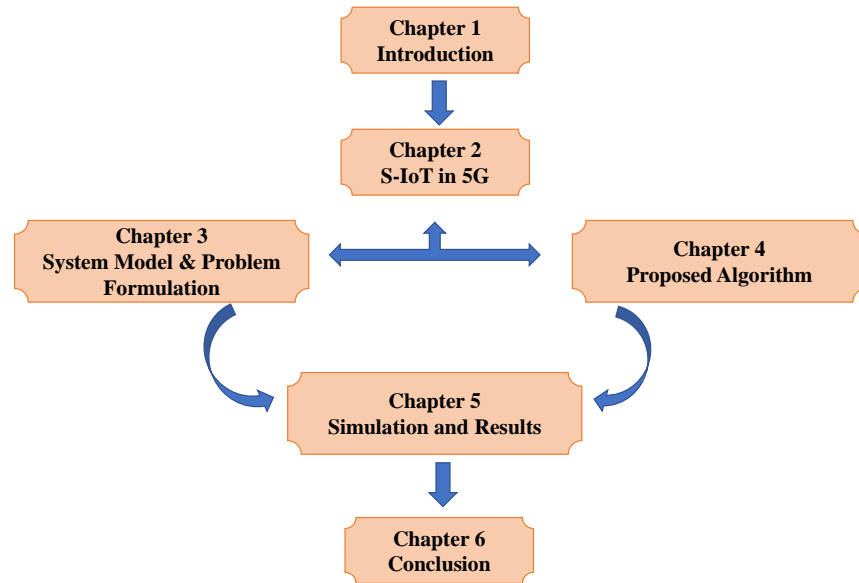 Chapter 1
Introduction
Chapter 2
S-IoT in 5G
Chapter 3
System Model & Problem
Formulation
Chapter 4
Proposed Algorithm
Chapter 5
Simulation and Results
Chapter 6
Conclusion